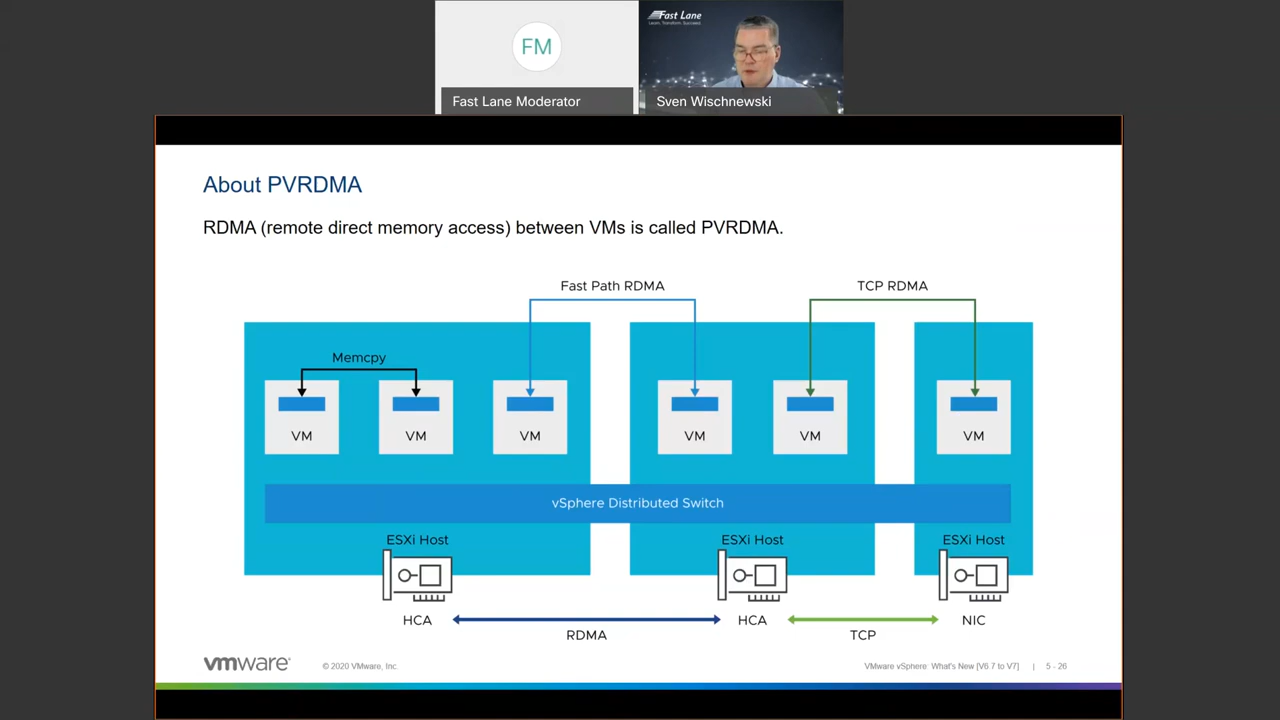 FM
Fast Lane Moderator
Fast Lane
Learn. Transform. Succeed.
Sven Wischnewski
About PVRDMA
RDMA (remote direct memory access) between VMs is called PVRDMA.
Fast Path RDMA
TCP RDMA
Memcpy
VM VM VM VM VM VM
vSphere Distributed Switch
ESXi Host ESXi Host ESXi Host
HCA HCA NIC
RDMA TCP
vmware®
© 2020 VMware, Inc.
VMware vSphere What's New [V6.7 to V7] | 5 - 26